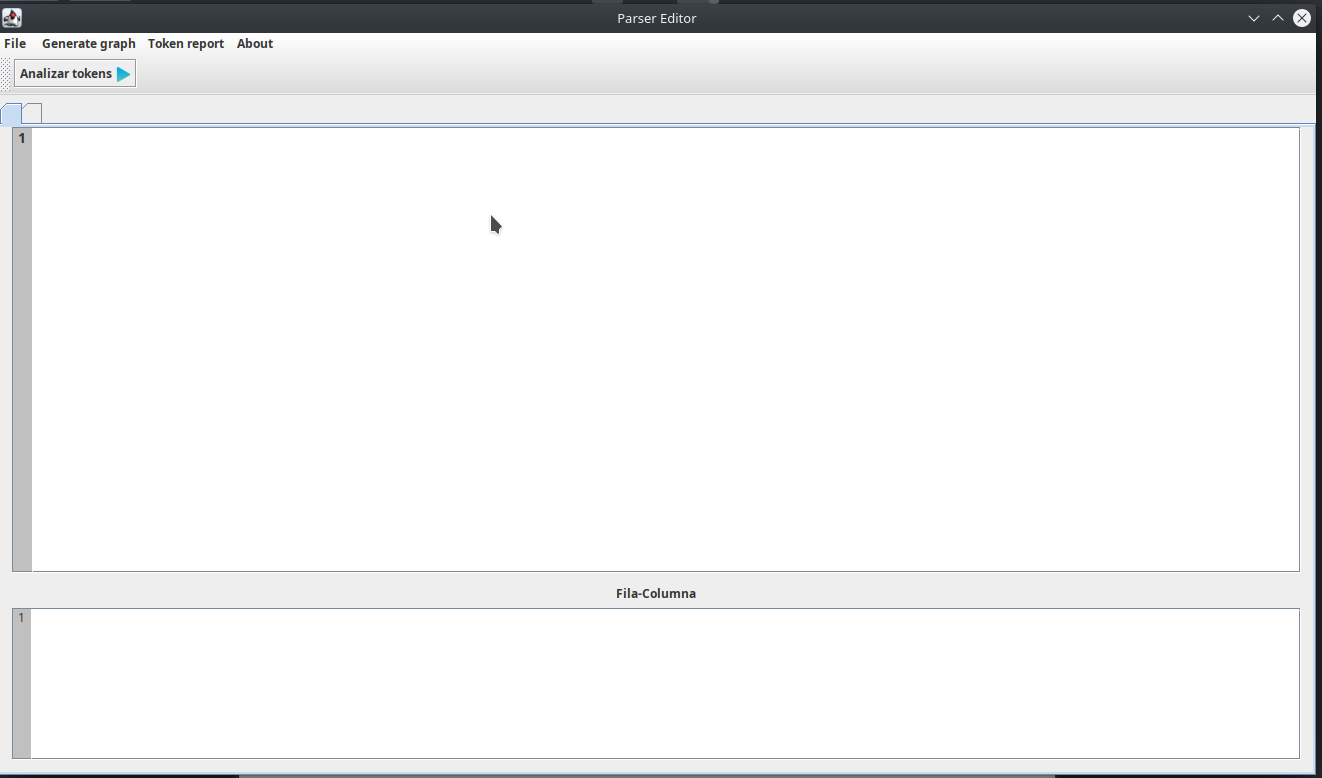 Parser Editor
File Generate graph Token report About
Analizar tokens
1
Fila-Columna
1